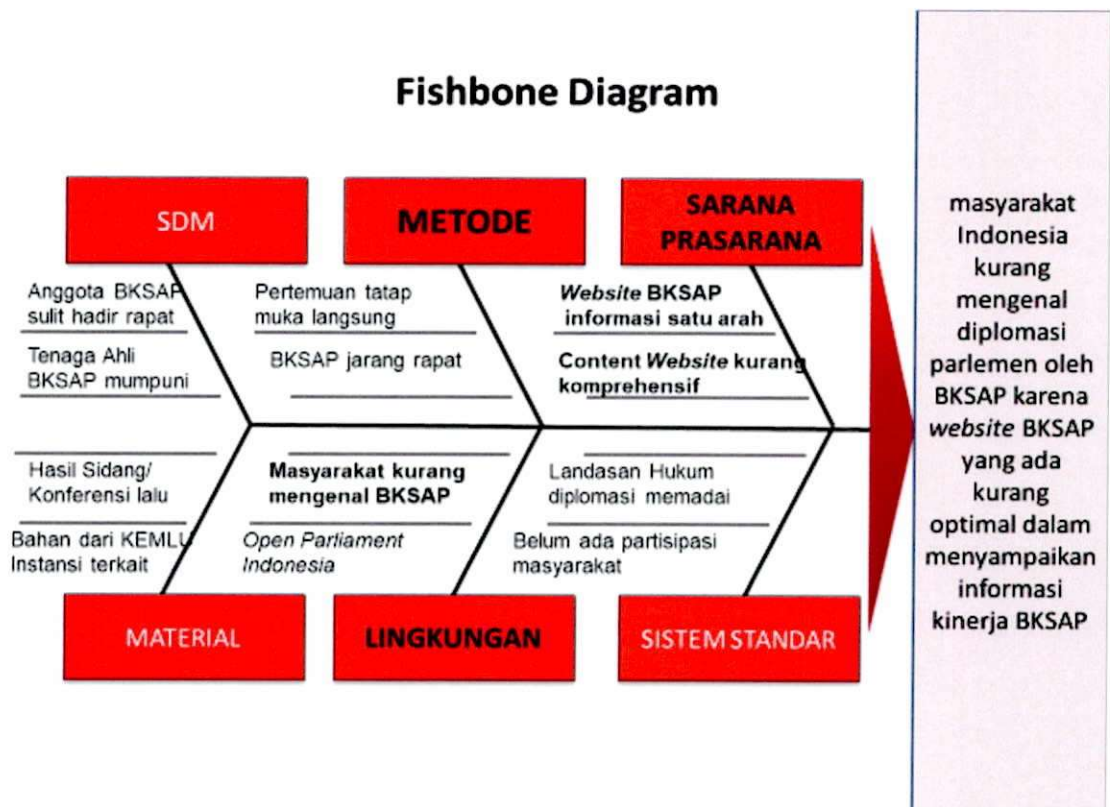 Fishbone Diagram
SDM
METODE
SARANA
PRASARANA
Anggota BKSAP
sulit hadir rapat
Tenaga Ahli
BKSAP mumpuni
Pertemuan tatap
muka langsung
BKSAP jarang rapat
Website BKSAP
informasi satu arah
Content Website kurang
komprehensif
Hasil Sidang/
Konferensi lalu
Bahan dari KEMLU
Instansi terkait
Masyarakat kurang
mengenal BKSAP
Open Parliament
Indonesia
Landasan Hukum
diplomasi memadai
Belum ada partisipasi
masyarakat
MATERIAL
LINGKUNGAN
SISTEM STANDAR
masyarakat
Indonesia
kurang
mengenal
diplomasi
parlemen oleh
BKSAP karena
website BKSAP
yang ada
kurang
optimal dalam
menyampaikan
informasi
kinerja BKSAP